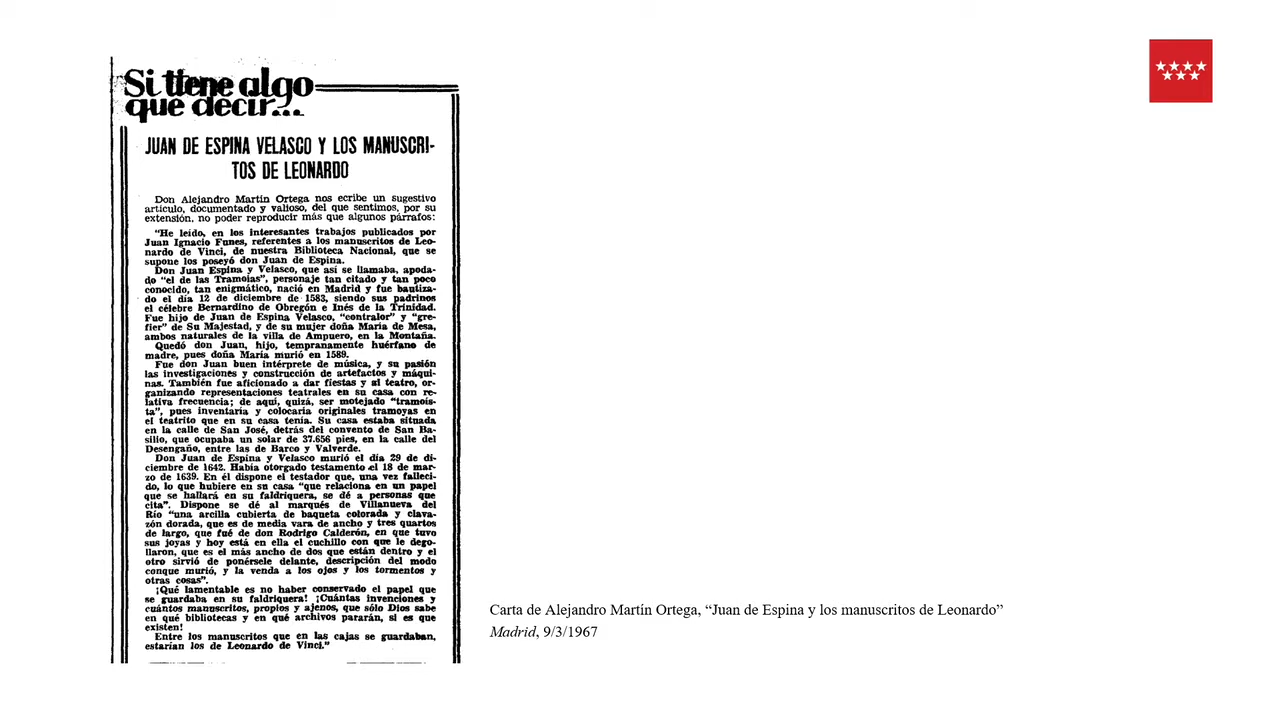 Si tiene algo
que decir...
JUAN DE ESPINA VELASCO Y LOS MANUSCRI-
TOS DE LEONARDO
Don Alejandro Martín Ortega nos ecribe un sugestivo
artículo, documentado y valioso, del que sentimos, por su
extensión, no poder reproducir más que algunos párrafos:
"He leído, en los interesantes trabajos publicados por
Juan Ignacio Funes, referentes a los manuscritos de Leo-
nardo de Vinci, de nuestra Biblioteca Nacional, que se
supone los poseyó don Juan de Espina.
Don Juan Espina y Velasco, que así se llamaba, apoda-
do "el de las Tramoias", personaje tan citado y tan poco
conocido, tan enigmático, nació en Madrid y fue bautiza-
do el día 12 de diciembre de 1583, siendo sus padrinos
el célebre Bernardino de Obregón e Inés de la Trinidad.
Fue hijo de Juan de Espina Velasco, "contralor" y "gre-
fier" de Su Majestad, y de su mujer doña María de Mesa,
ambos naturales de la villa de Ampuero, en la Montaña.
Quedó don Juan, hijo, tempranamente huérfano de
madre, pues doña María murió en 1589.
Fue don Juan buen intérprete de música, y su pasión
las investigaciones y construcción de artefactos y máqui-
nas. También fue aficionado a dar fiestas y al teatro, or-
ganizando representaciones teatrales en su casa con re-
lativa frecuencia; de aquí, quizá, ser motejado "tramois-
ta", pues inventaría y colocaría originales tramoyas en
el teatrito que en su casa tenía. Su casa estaba situada
en la calle de San José, detrás del convento de San Ba-
silio, que ocupaba un solar de 37.656 pies, en la calle del
Desengaño, entre las de Barco y Valverde.
Don Juan de Espina y Velasco murió el día 29 de di-
ciembre de 1642. Había otorgado testamento el 18 de mar-
zo de 1639. En él dispone el testador que, una vez falleci-
do, lo que hubiere en su casa "que relaciona en un papel
que se hallará en su faldriquera, se dé a personas que
cita". Dispone se dé al marqués de Villanueva del
Río "una arcilla cubierta de baqueta colorada y clava-
zón dorada, que es de media vara de ancho y tres quartos
de largo, que fué de don Rodrigo Calderón, en que tuvo
sus joyas y hoy está en ella el cuchillo con que le dego-
llaron, que es el más ancho de dos que están dentro y el
otro sirvió de ponérsele delante, descripción del modo
conque murió, y la venda a los ojos y los tormentos y
otras cosas".
¡Qué lamentable es no haber conservado el papel que
se guardaba en su faldriquera! ¡Cuántas invenciones y
cuántos manuscritos, propios y ajenos, que sólo Dios sabe
en qué bibliotecas y en qué archivos pararán, si es que
existen!
Entre los manuscritos que en las cajas se guardaban,
estarían los de Leonardo de Vinci."
Carta de Alejandro Martín Ortega, “Juan de Espina y los manuscritos de Leonardo”
Madrid, 9/3/1967